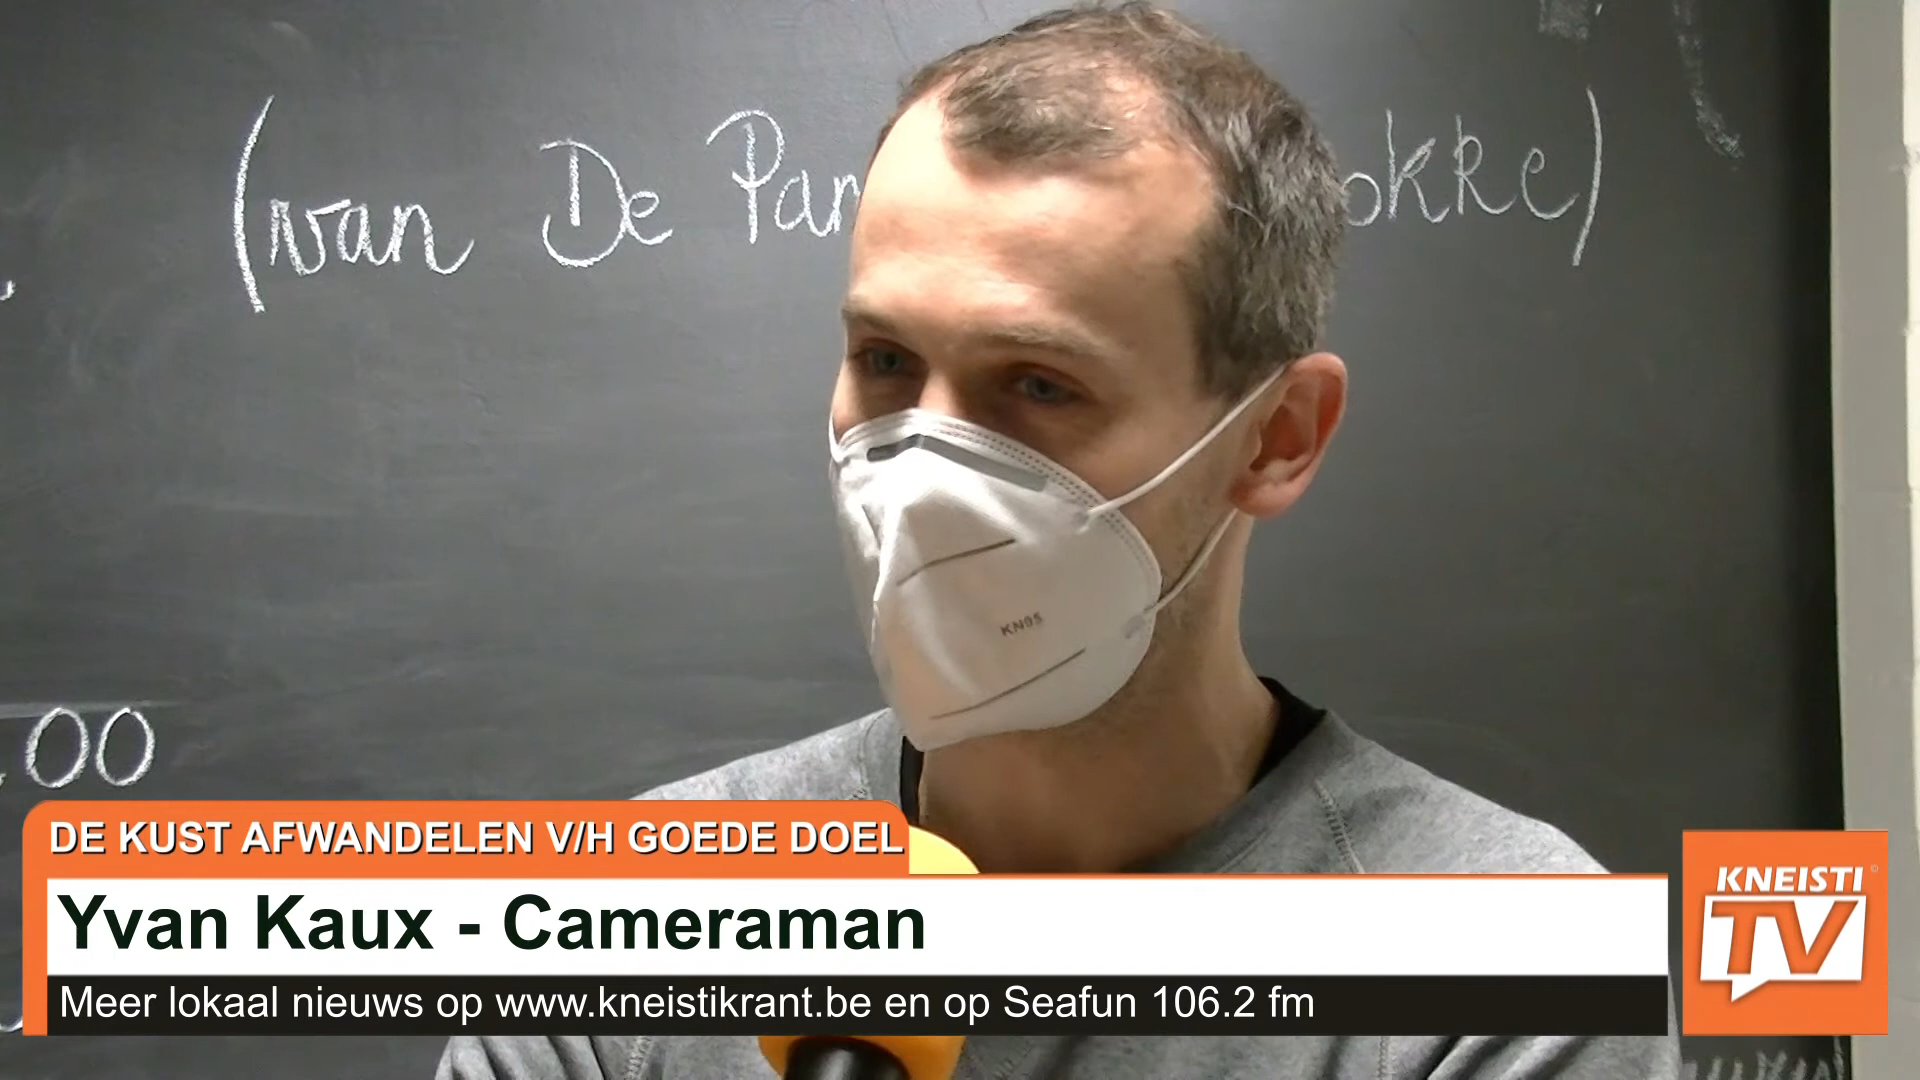 (van De Pan okke)
KN95
.00
DE KUST AFWANDELEN V/H GOEDE DOEL
Yvan Kaux - Cameraman
Meer lokaal nieuws op www.kneistikrant.be en op Seafun 106.2 fm
KNEISTI ©
TV